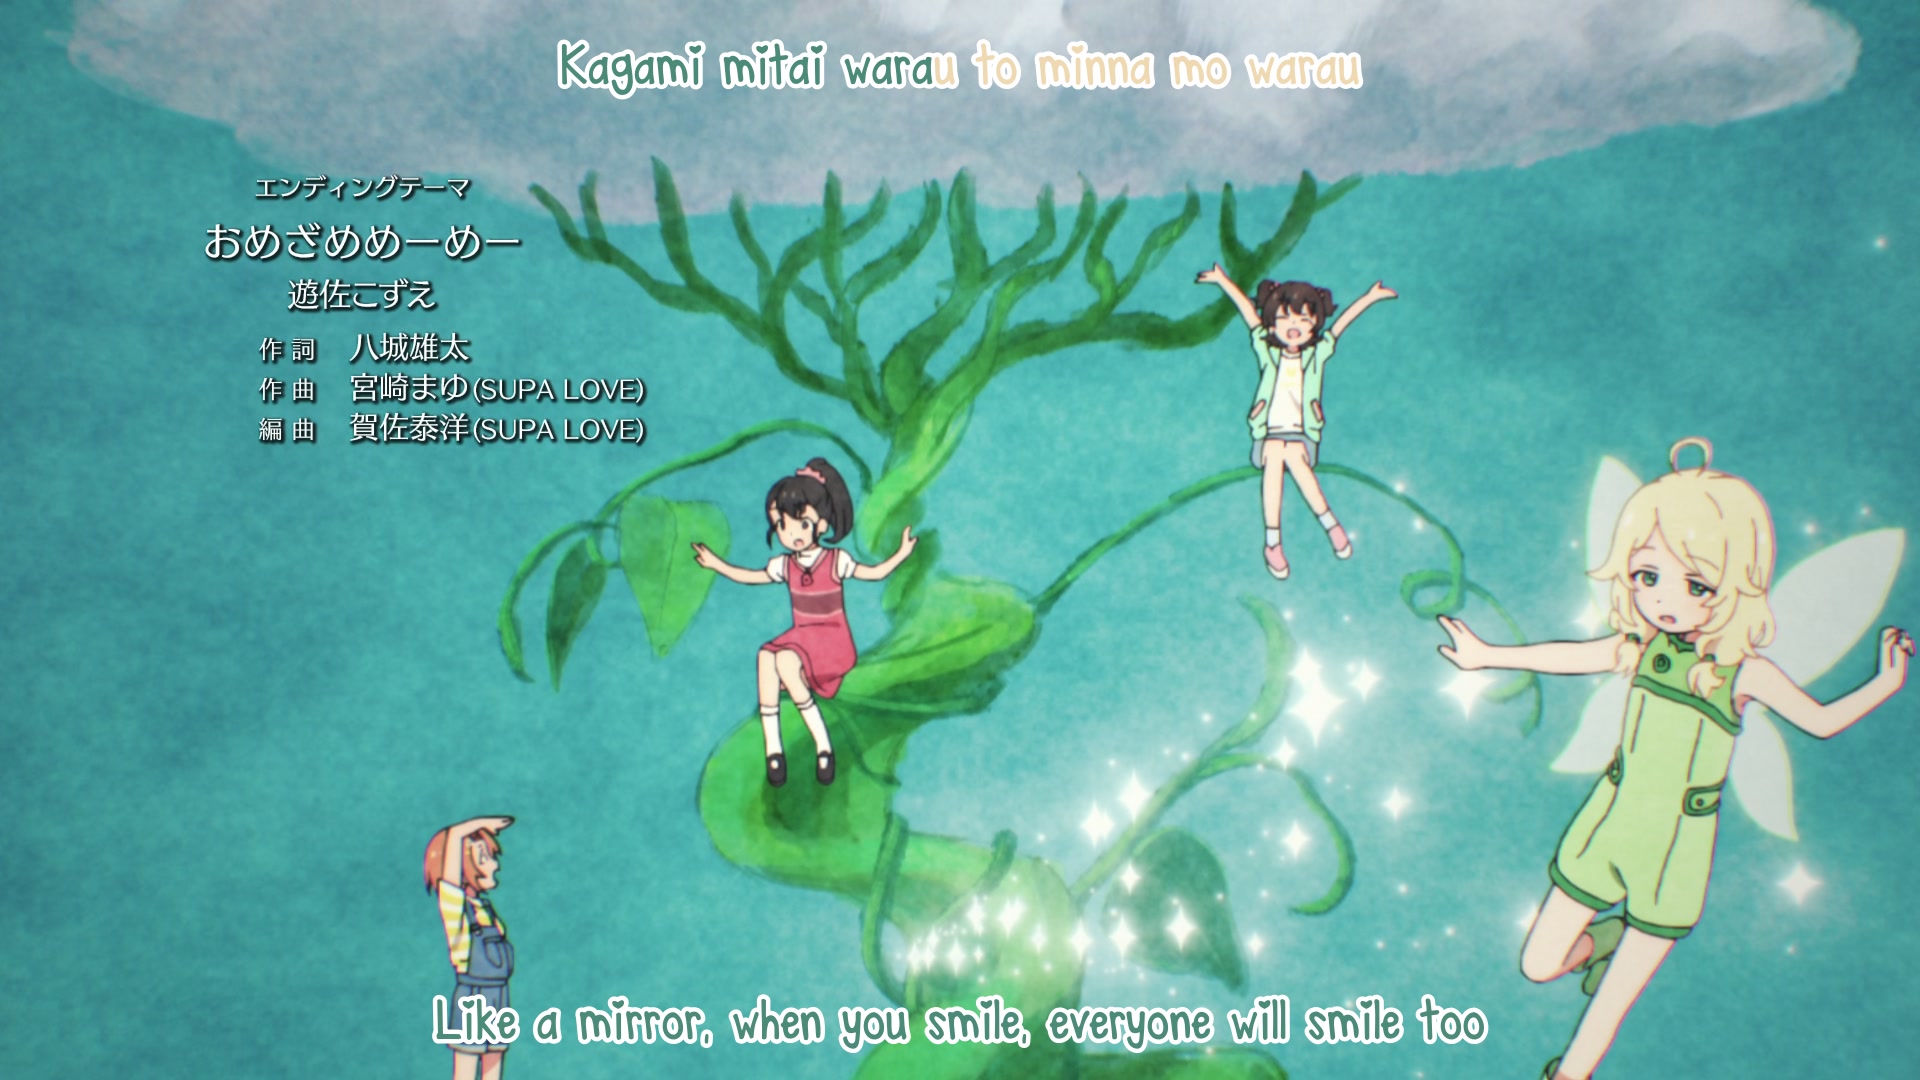 Kagami mitai warau to minna mo warau
エンディングテーマ
おめざめめーめー
遊佐こずえ
作詞 八城雄太
作曲 宮崎まゆ(SUPA LOVE)
編曲 賀佐泰洋(SUPA LOVE)
Like a mirror, when you smile, everyone will smile too